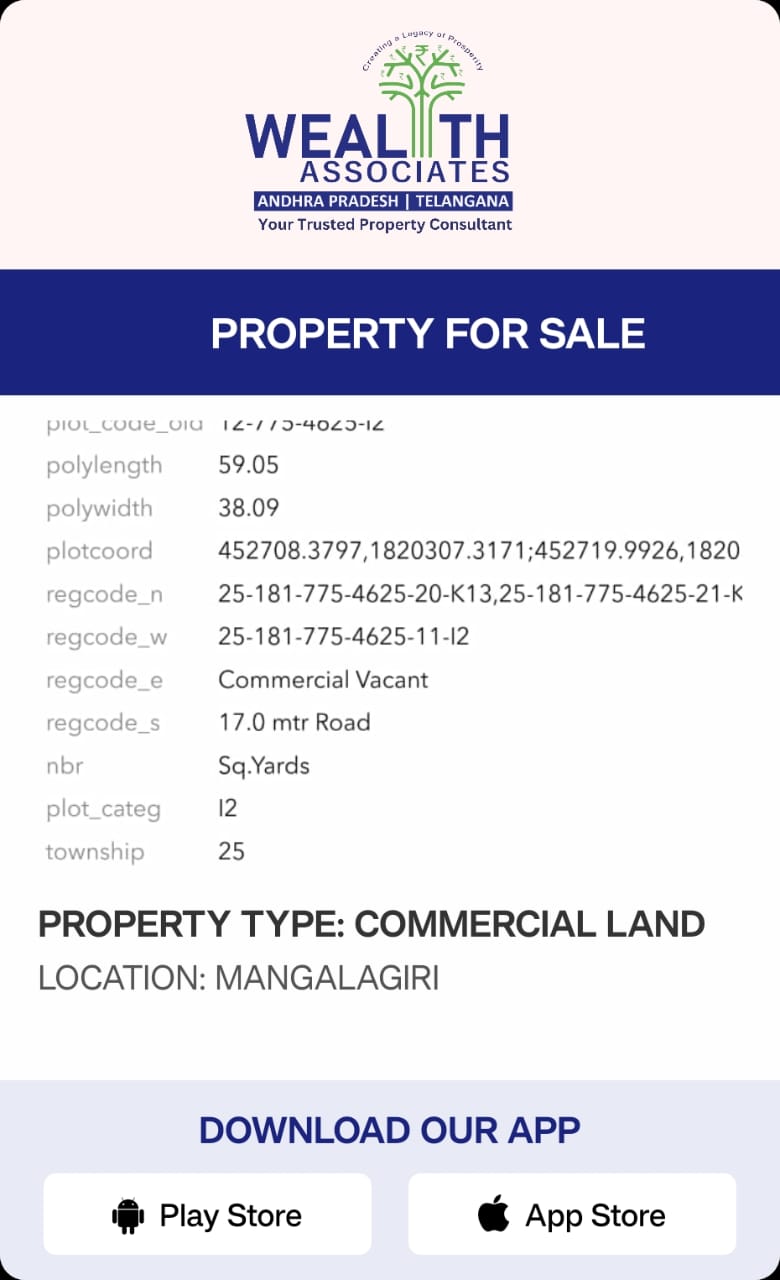 Creating a Legacy of Prosperity
WEALTH
ASSOCIATES
ANDHRA PRADESH | TELANGANA
Your Trusted Property Consultant
PROPERTY FOR SALE
plot_code_old 12-775-4625-I2
polylength 59.05
polywidth 38.09
plotcoord 452708.3797,1820307.3171;452719.9926,1820
regcode_n 25-181-775-4625-20-K13,25-181-775-4625-21-K
regcode_w 25-181-775-4625-11-I2
regcode_e Commercial Vacant
regcode_s 17.0 mtr Road
nbr Sq.Yards
plot_categ I2
township 25
PROPERTY TYPE: COMMERCIAL LAND
LOCATION: MANGALAGIRI
DOWNLOAD OUR APP
Play Store App Store